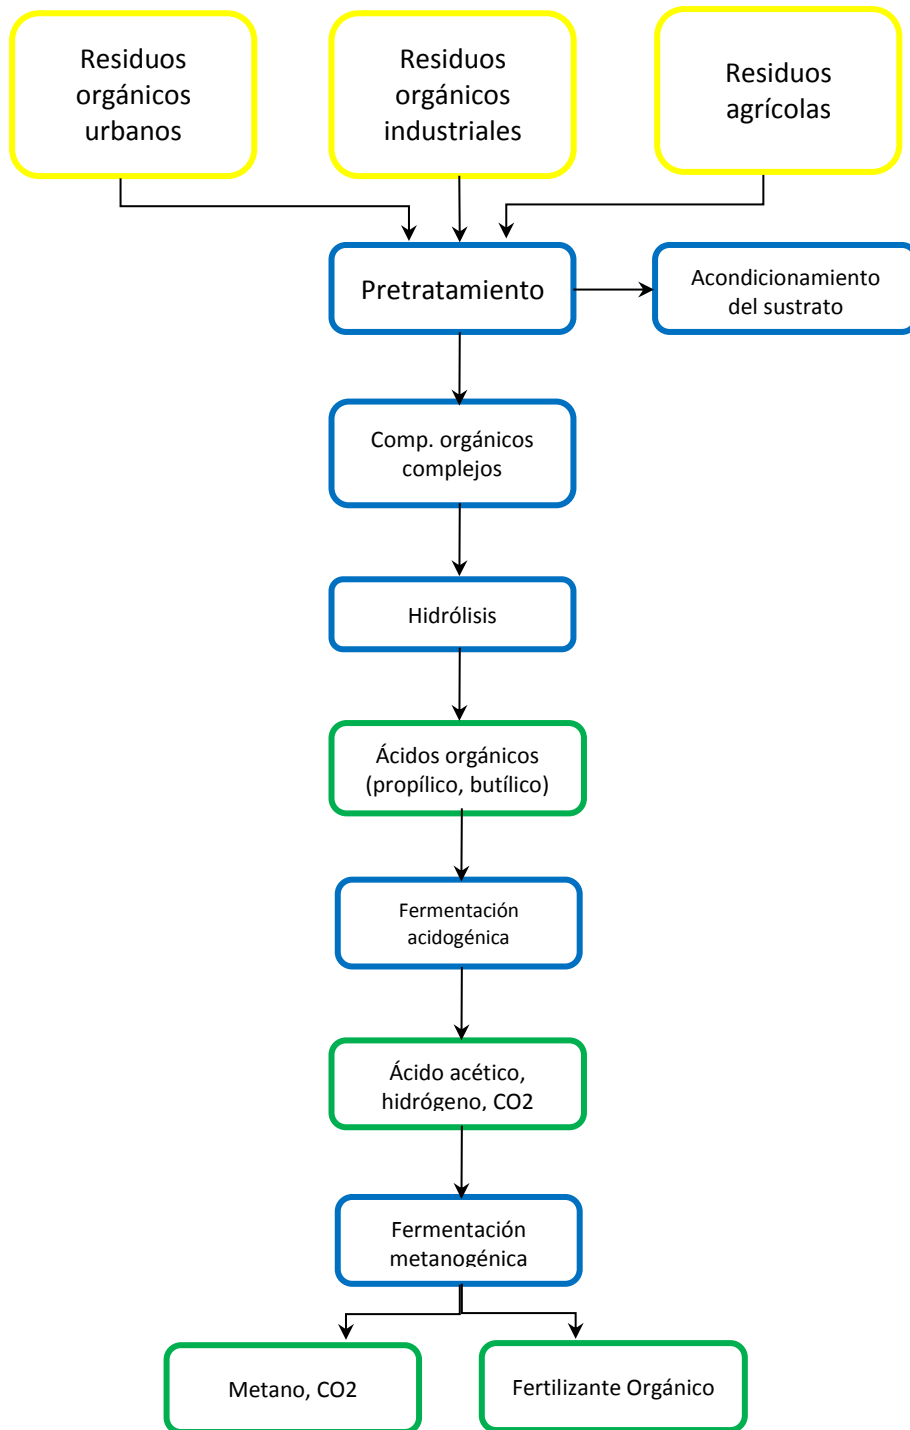 Residuos
orgánicos
urbanos
Residuos
orgánicos
industriales
Residuos
agrícolas
Pretratamiento
Acondicionamiento
del sustrato
Comp. orgánicos
complejos
Hidrólisis
Ácidos orgánicos
(propílico, butílico)
Fermentación
acidogénica
Ácido acético,
hidrógeno, CO2
Fermentación
metanogénica
Metano, CO2
Fertilizante Orgánico